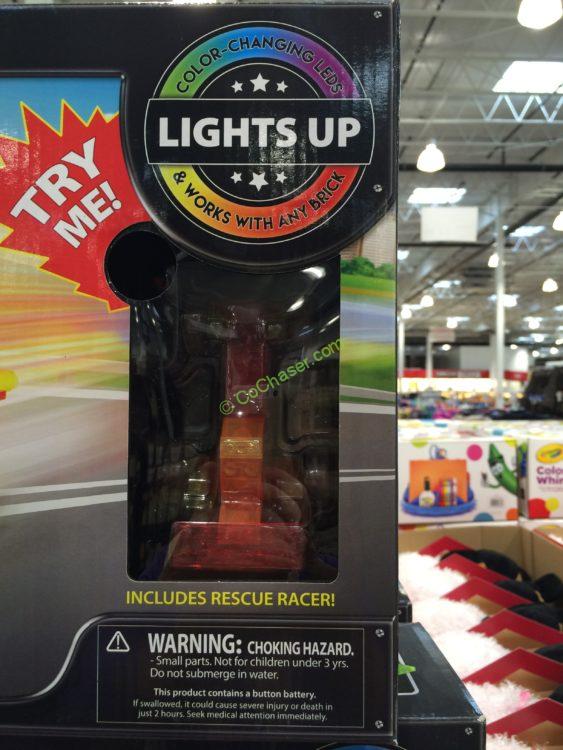 COLOR-CHANGING LEDS
LIGHTS UP
& WORKS WITH ANY BRICK
TRY
ME!
© CoChaser.com
INCLUDES RESCUE RACER!
WARNING: CHOKING HAZARD.
- Small parts. Not for children under 3 yrs.
Do not submerge in water.
This product contains a button battery.
If swallowed, it could cause severe injury or death in
just 2 hours. Seek medical attention immediately.
Crayola
Color